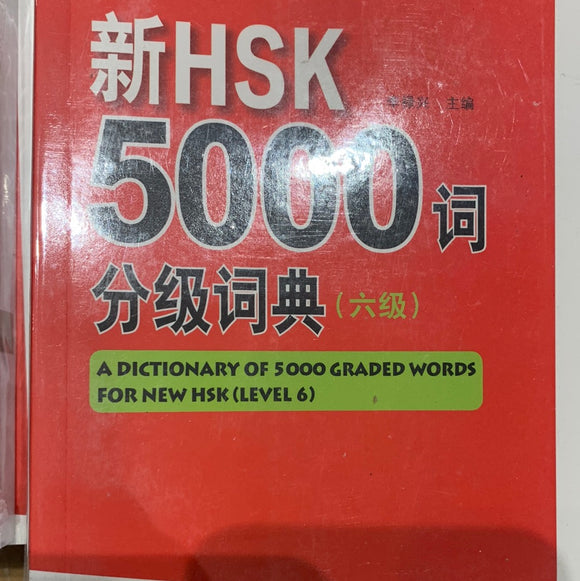 新HSK
主编
5000词
分级词典(六级)
A DICTIONARY OF 5000 GRADED WORDS
FOR NEW HSK (LEVEL 6)